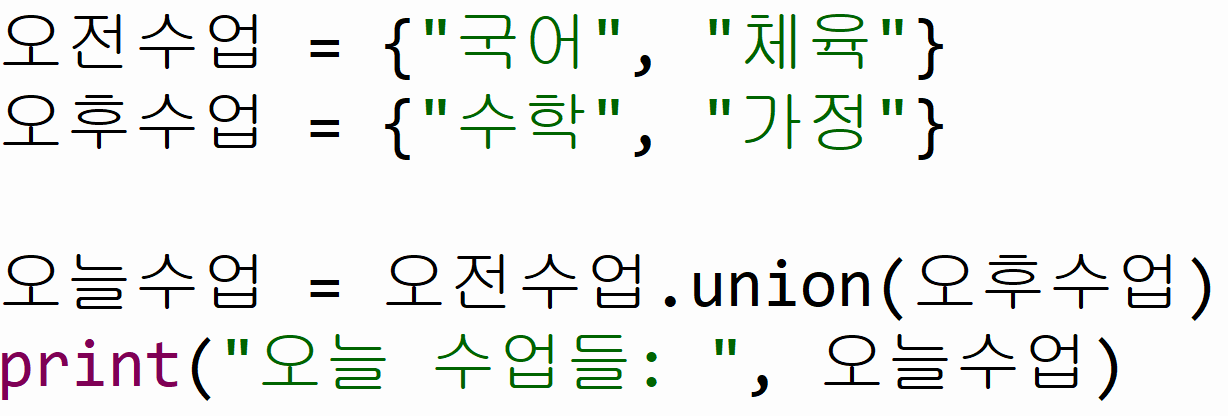 오전수업 = {"국어", "체육"}
오후수업 = {"수학", "가정"}
오늘수업 = 오전수업.union(오후수업)
print("오늘 수업들: ", 오늘수업)